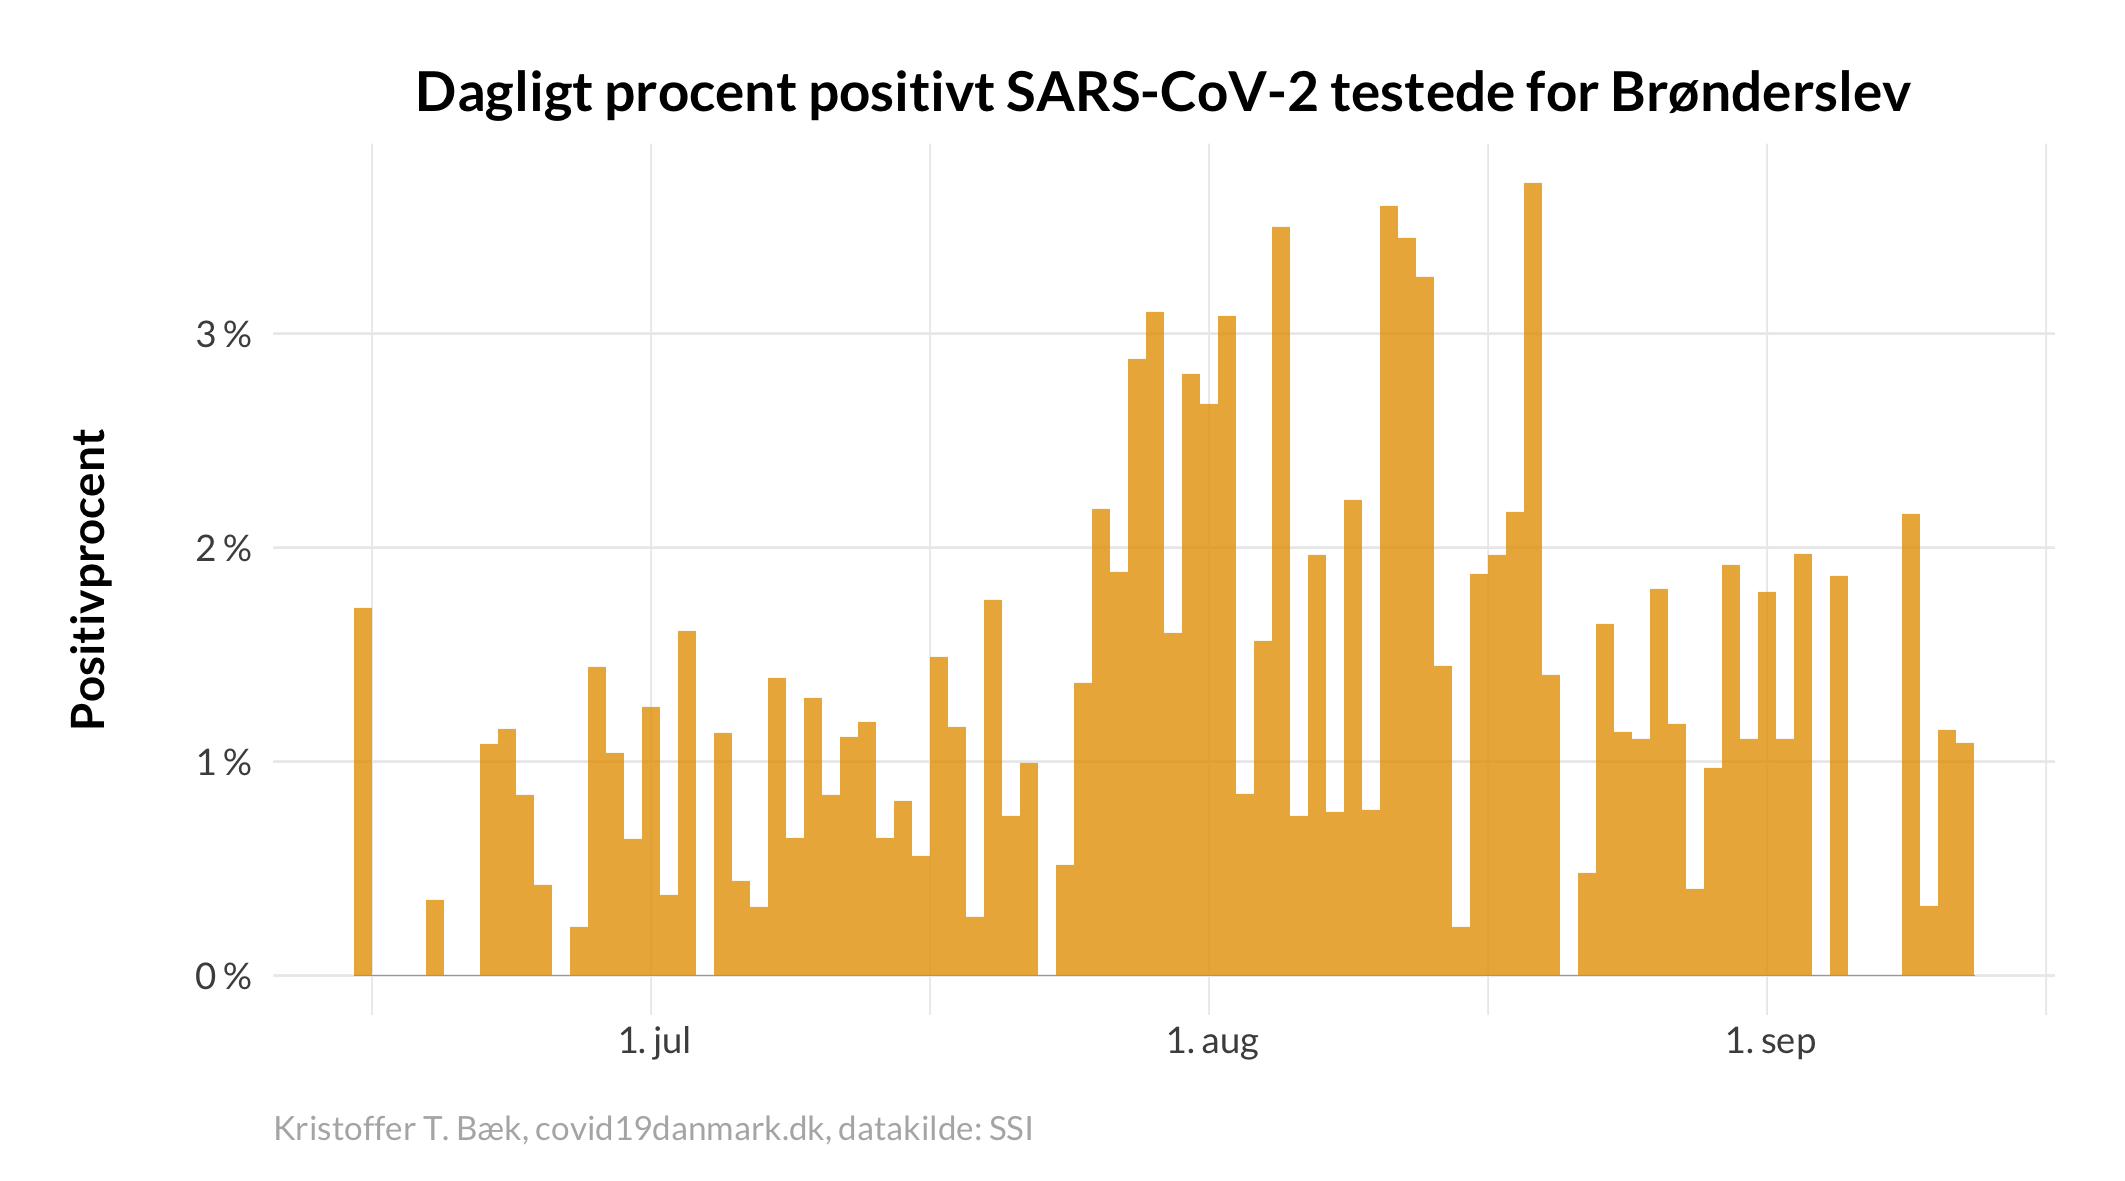 Dagligt procent positivt SARS-CoV-2 testede for Brønderslev
Positivprocent
3 %
2 %
1 %
0 %
1. jul
1. aug
1. sep
Kristoffer T. Bæk, covid19danmark.dk, datakilde: SSI